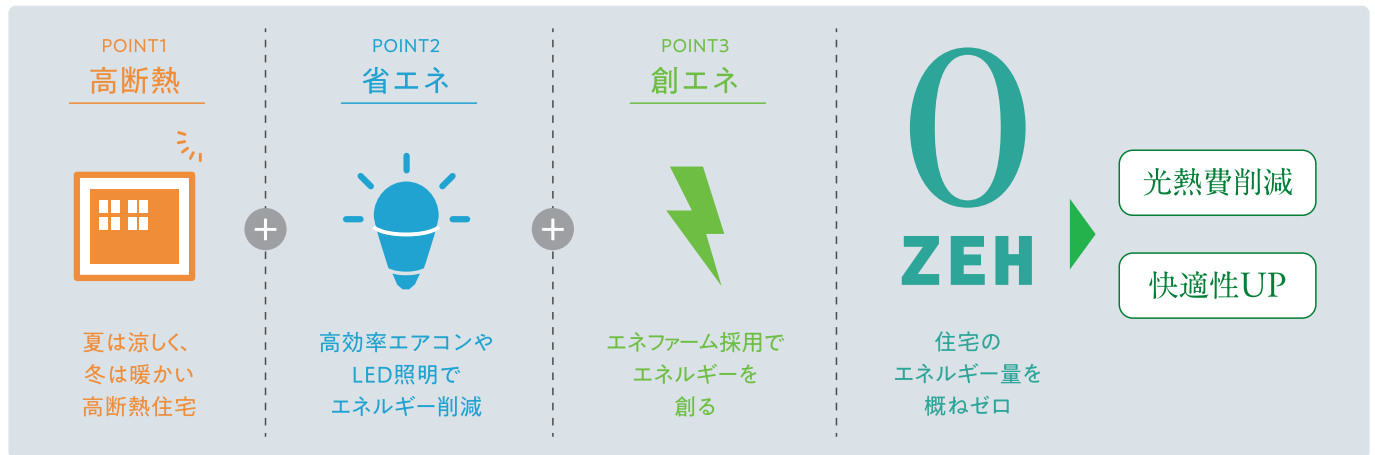 POINT1
高断熱
夏は涼しく、
冬は暖かい
高断熱住宅
POINT2
省エネ
高効率エアコンや
LED照明で
エネルギー削減
POINT3
創エネ
エネファーム採用で
エネルギーを
創る
0
ZEH
住宅の
エネルギー量を
概ねゼロ
光熱費削減
快適性UP